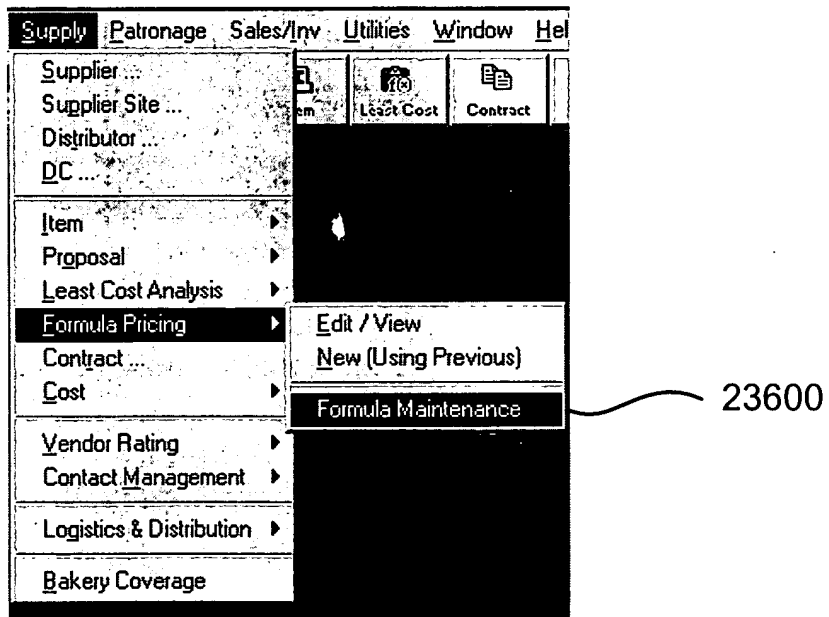 Supply Patronage Sales/Inv Utilities Window Hel
Supplier ...
Supplier Site ...
Distributor ...
DC ...
em Least Cost Contract
Item
Proposal
Least Cost Analysis
Formula Pricing
Edit / View
New (Using Previous)
Contract ...
Cost
Formula Maintenance
23600
Vendor Rating
Contact Management
Logistics & Distribution
Bakery Coverage